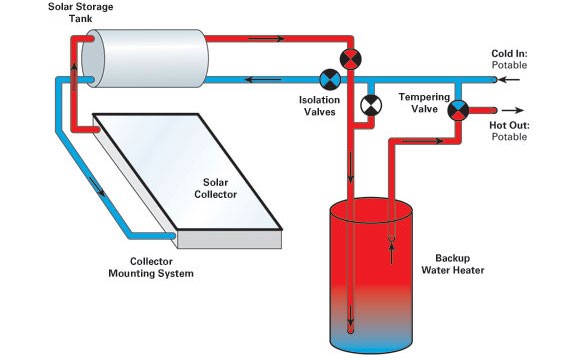 Solar Storage
Tank
Cold In:
Potable
Isolation
Valves
Tempering
Valve
Hot Out:
Potable
Solar
Collector
Collector
Mounting System
Backup
Water Heater